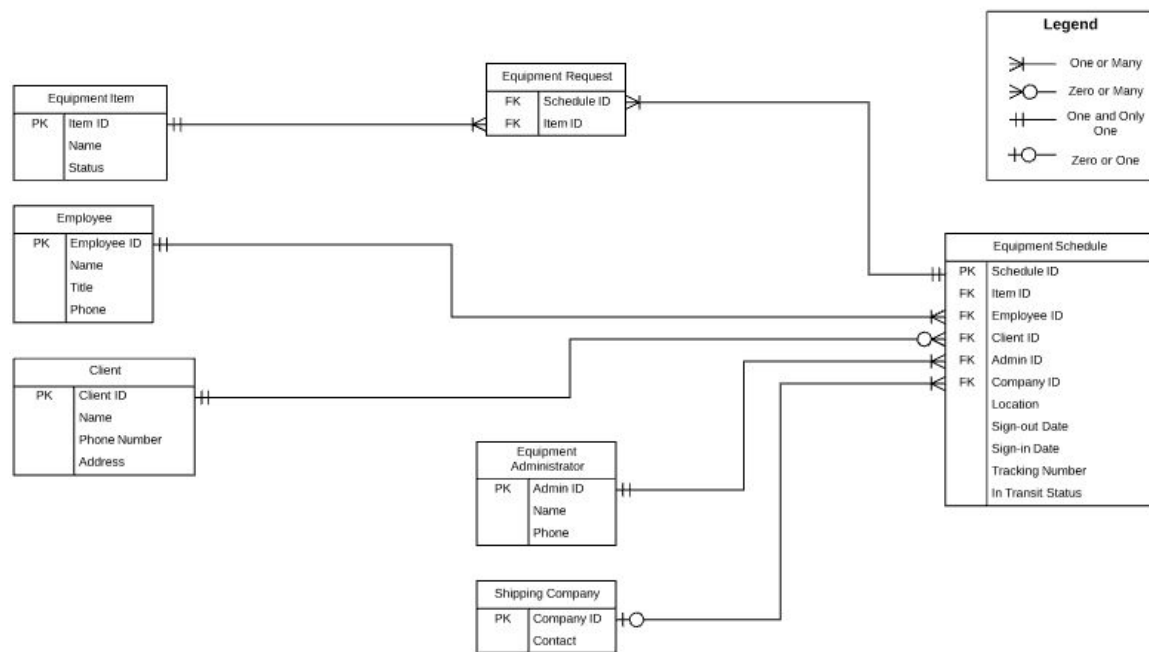 Legend
One or Many
Zero or Many
One and Only
One
Zero or One
Equipment Request
FK Schedule ID
FK Item ID
Equipment Item
PK Item ID
Name
Status
Employee
PK Employee ID
Name
Title
Phone
Equipment Schedule
PK Schedule ID
FK Item ID
FK Employee ID
FK Client ID
FK Admin ID
FK Company ID
Location
Sign-out Date
Sign-in Date
Tracking Number
In Transit Status
Client
PK Client ID
Name
Phone Number
Address
Equipment
Administrator
PK Admin ID
Name
Phone
Shipping Company
PK Company ID
Contact